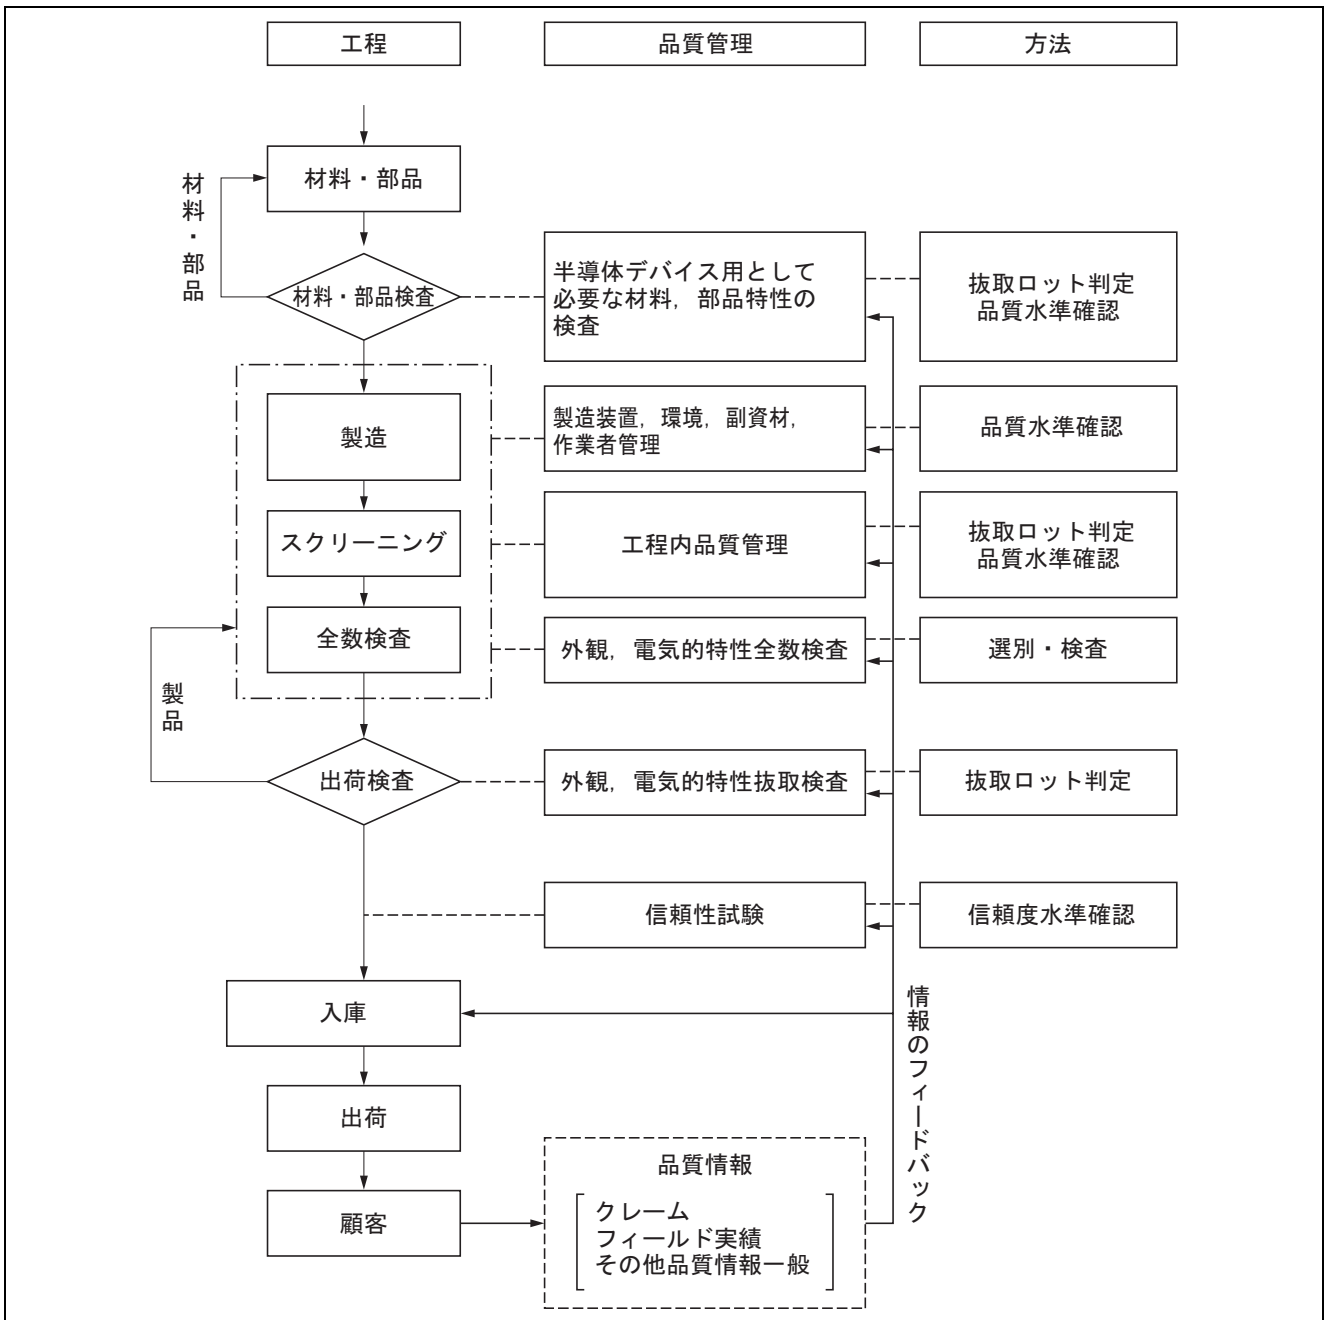 工程
品質管理
方法
材料・部品
材料・部品
材料・部品検査
半導体デバイス用として
必要な材料，部品特性の
検査
抜取ロット判定
品質水準確認
製造
製造装置，環境，副資材，
作業者管理
品質水準確認
スクリーニング
工程内品質管理
抜取ロット判定
品質水準確認
全数検査
外観，電気的特性全数検査
選別・検査
製品
出荷検査
外観，電気的特性抜取検査
抜取ロット判定
信頼性試験
信頼度水準確認
入庫
情報のフィードバック
出荷
顧客
品質情報
クレーム
フィールド実績
その他品質情報一般